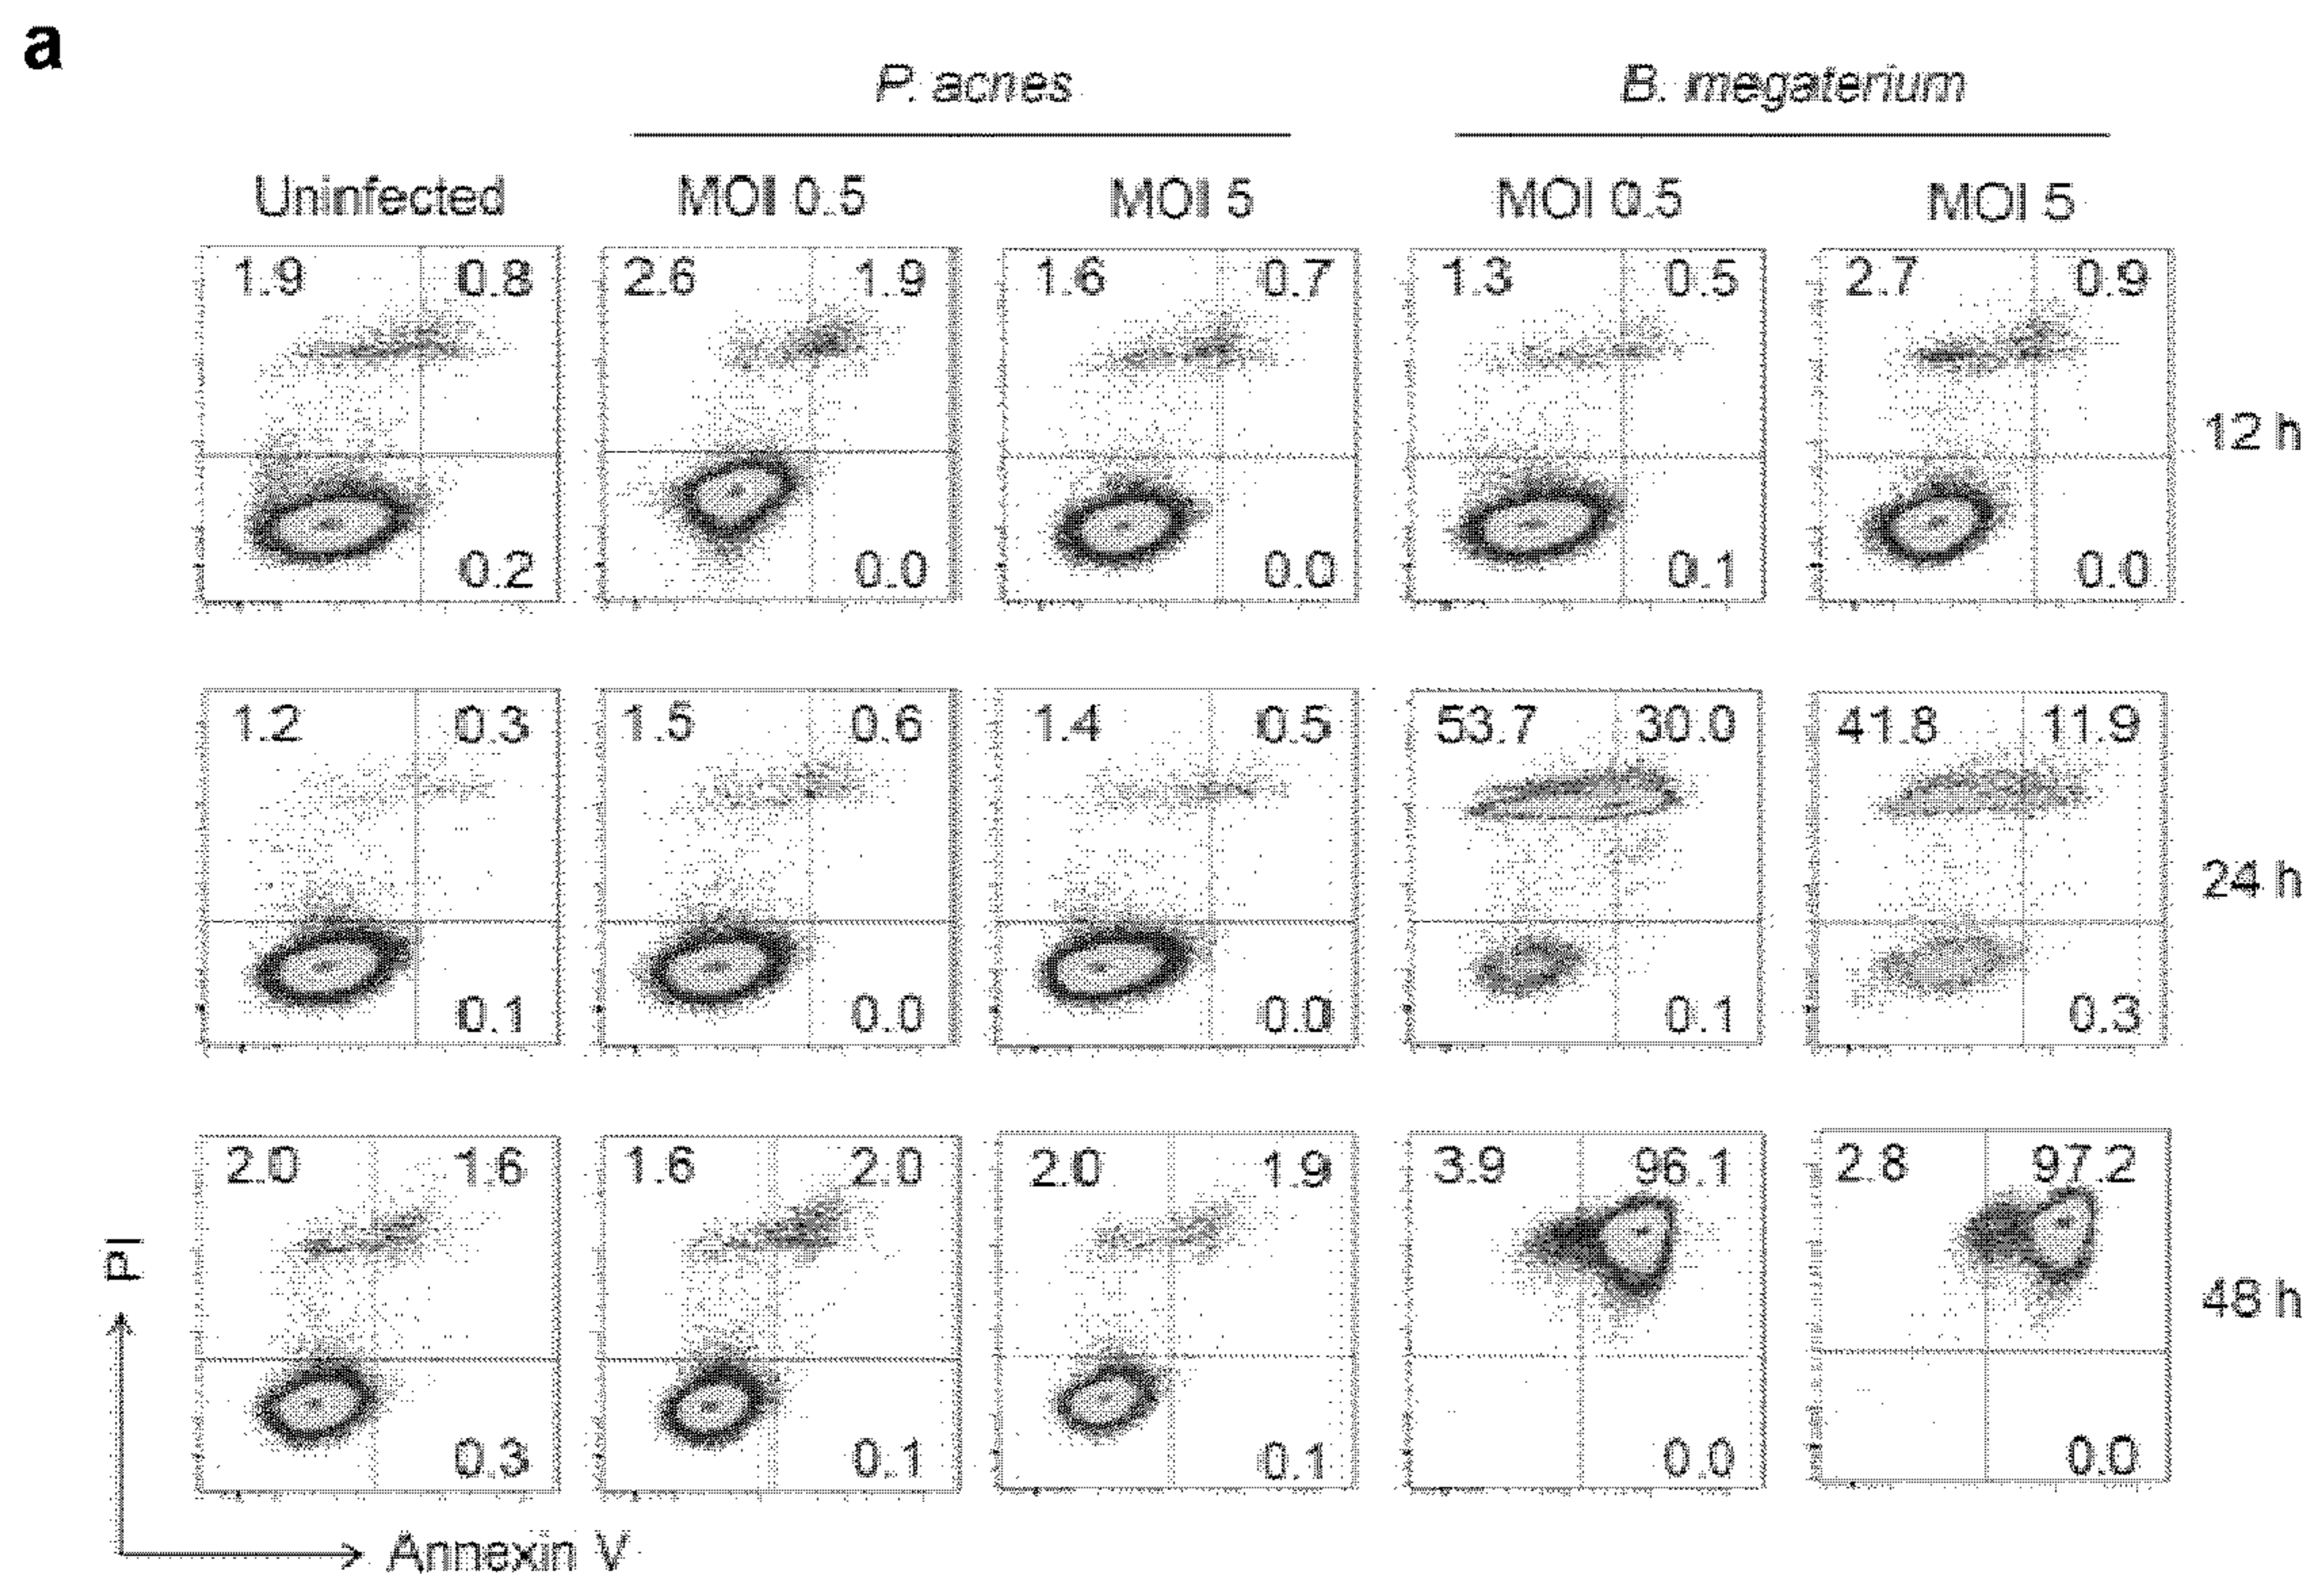 a
P. acnes B. megaterium
Uninfected MOI 0.5 MOI 5 MOI 0.5 MOI 5
1.9 0.8 2.6 1.9 1.6 0.7 1.3 0.5 2.7 0.9
12 h
0.2 0.0 0.0 0.1 0.0
1.2 0.3 1.5 0.6 1.4 0.5 53.7 30.0 41.8 11.9
24 h
0.1 0.0 0.0 0.1 0.3
2.0 1.6 1.6 2.0 2.0 1.9 3.9 96.1 2.8 97.2
PI
48 h
0.3 0.1 0.1 0.0 0.0
Annexin V